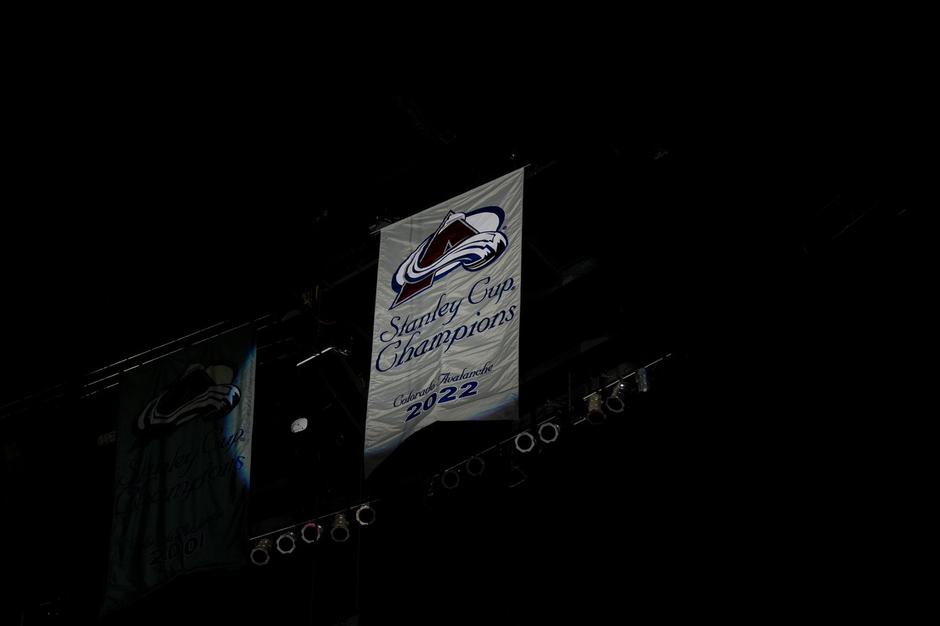 Stanley Cup
Champions
Colorado Avalanche
2022
Stanley Cup
Champions
2001